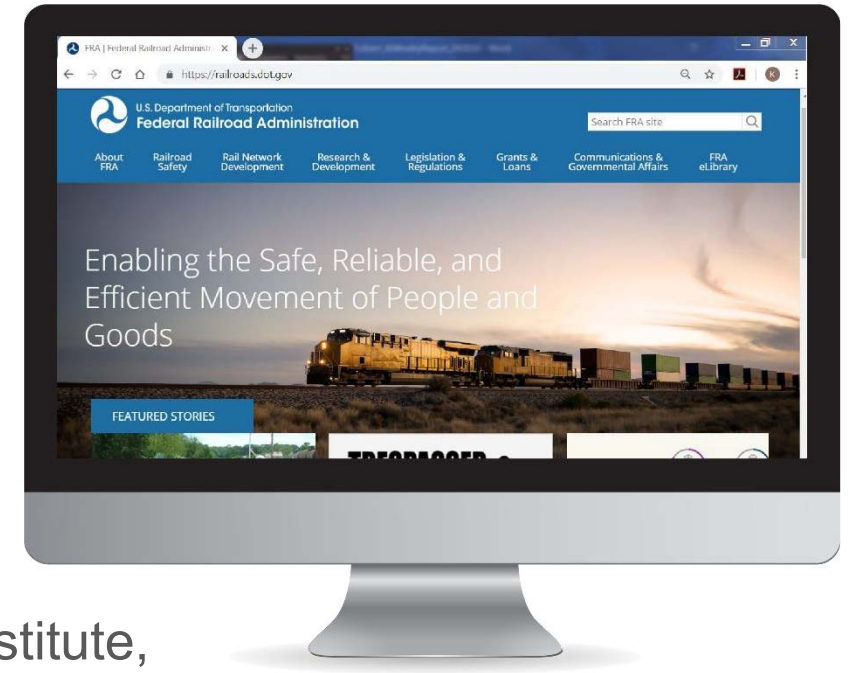 FRA | Federal Railroad Administr
https://railroads.dot.gov
K
U.S. Department of Transportation
Federal Railroad Administration
Search FRA site
About FRA
Railroad Safety
Rail Network Development
Research & Development
Legislation & Regulations
Grants & Loans
Communications & Governmental Affairs
FRA eLibrary
Enabling the Safe, Reliable, and
Efficient Movement of People and
Goods
FEATURED STORIES
stitute,